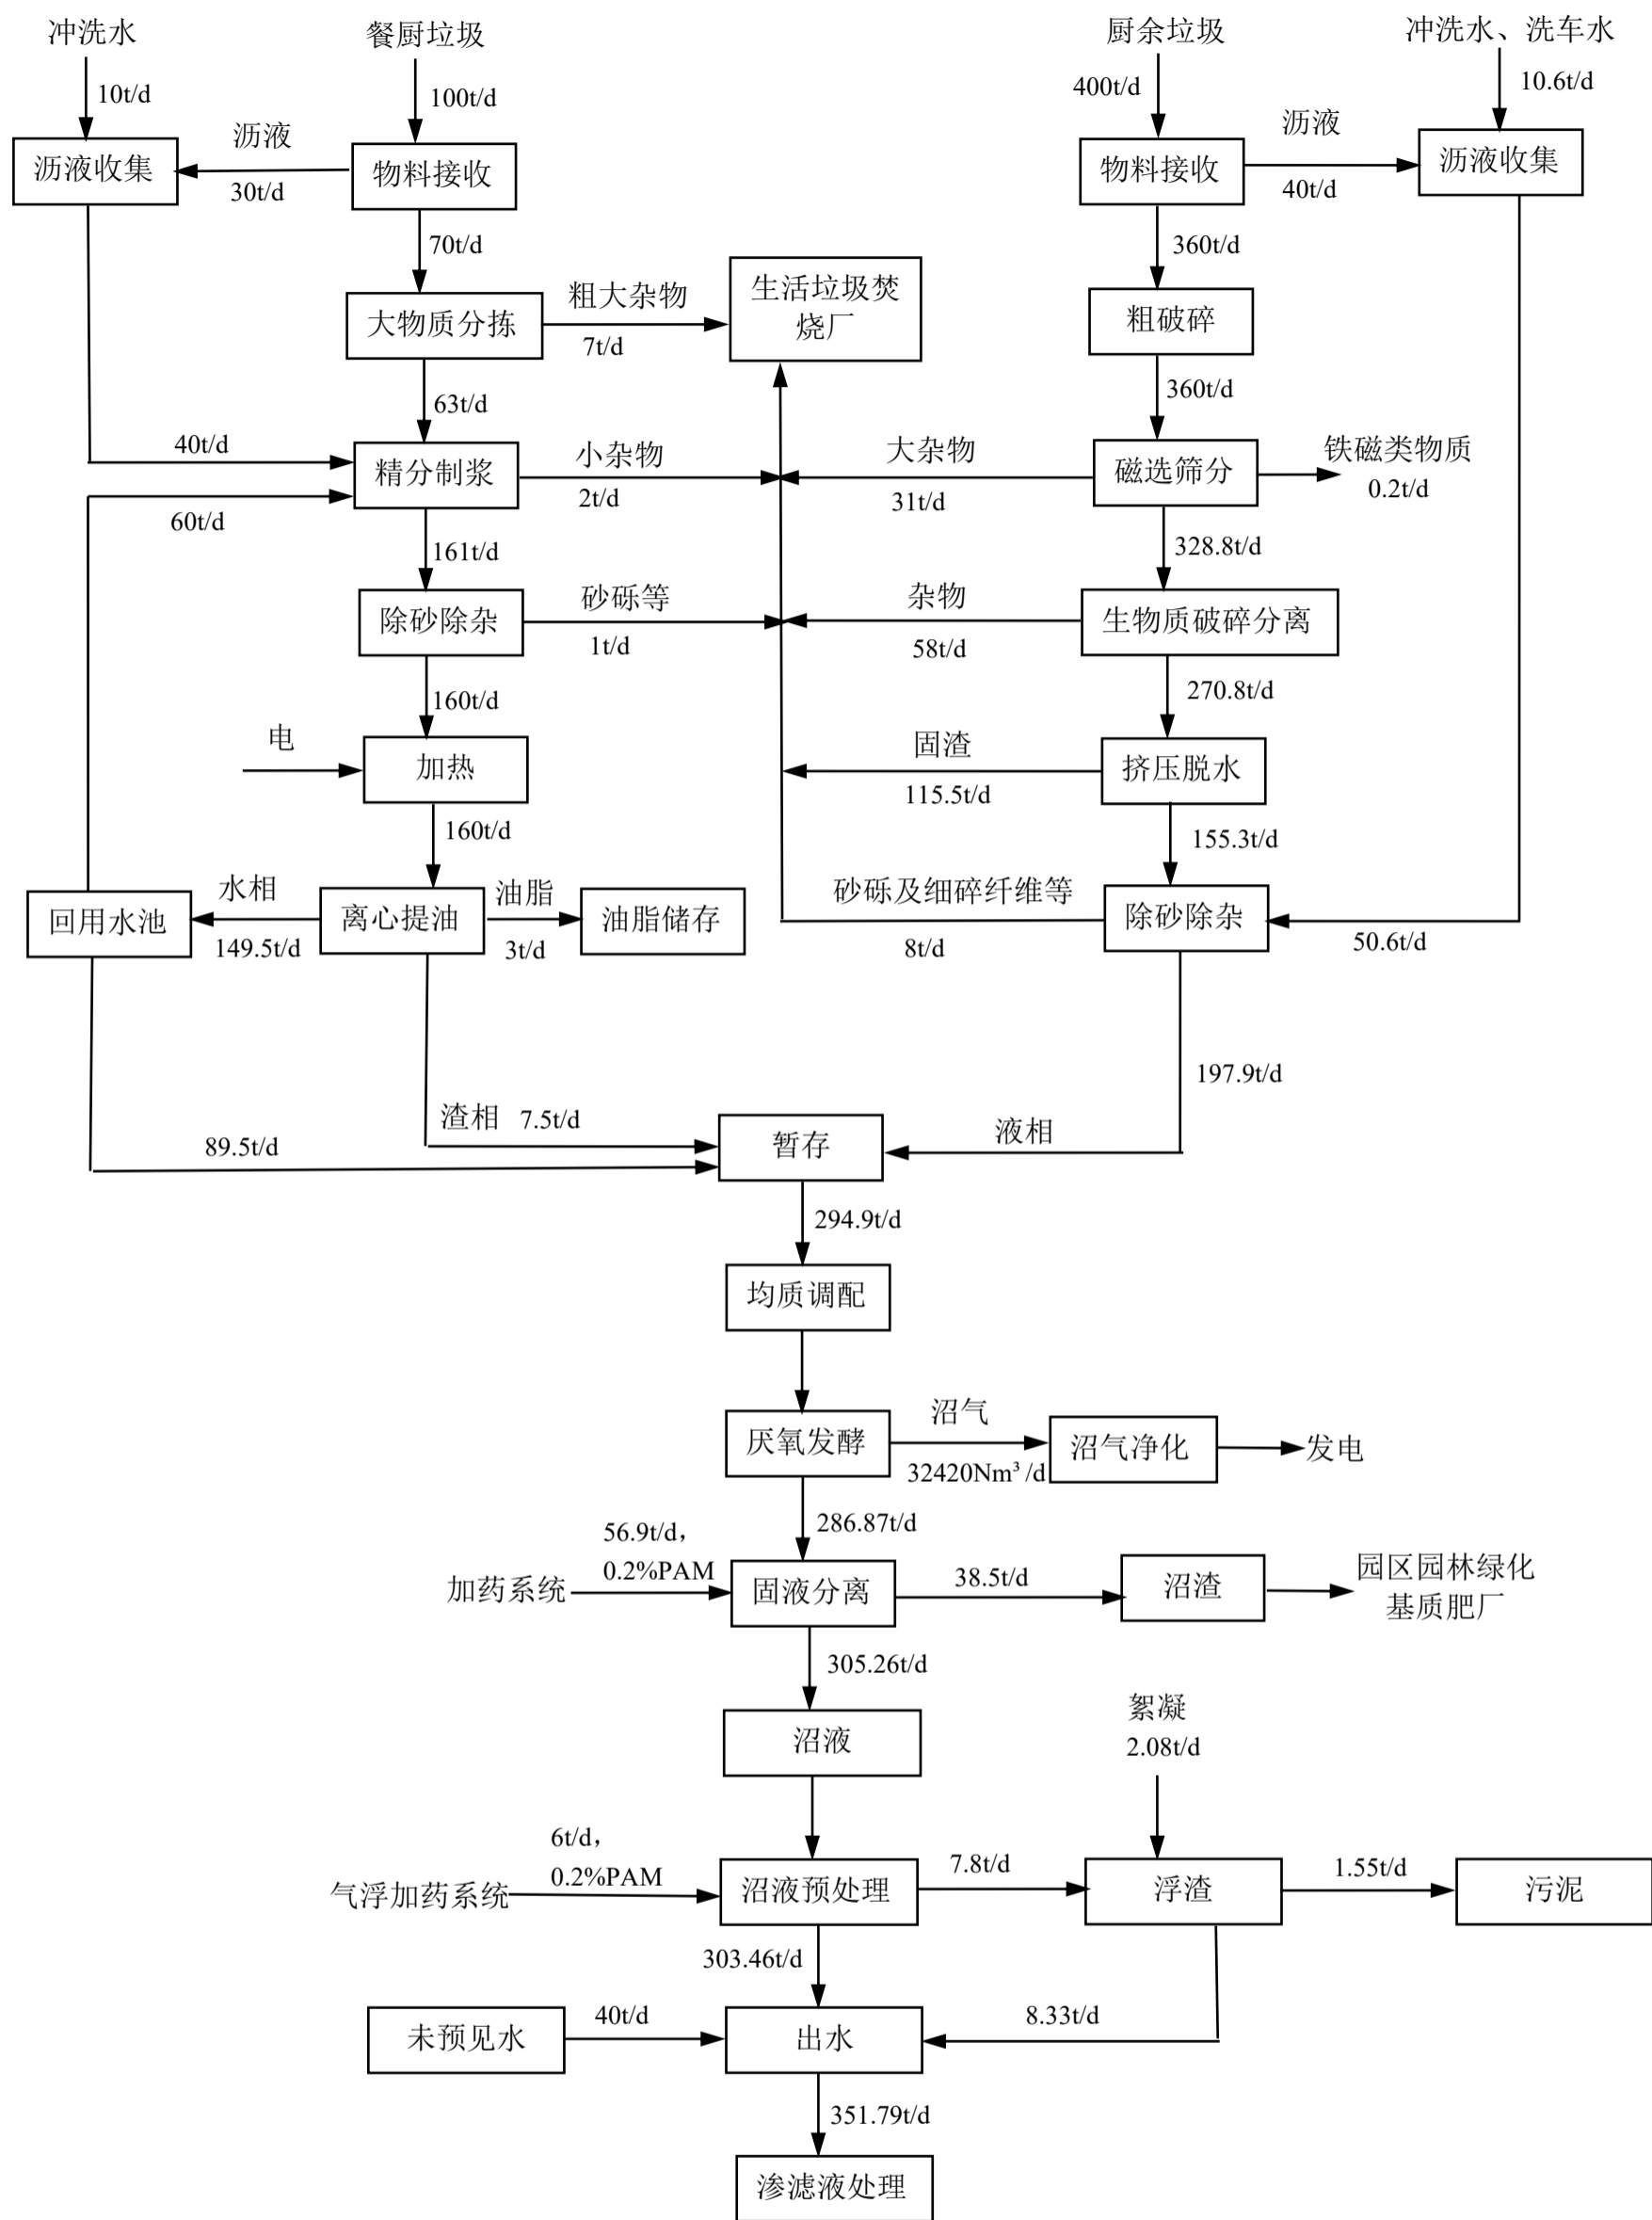 冲洗水
餐厨垃圾
厨余垃圾
冲洗水、洗车水
10t/d
100t/d
400t/d
10.6t/d
沥液收集
沥液
30t/d
物料接收
物料接收
沥液
40t/d
沥液收集
70t/d
360t/d
大物质分拣
粗大杂物
7t/d
生活垃圾焚
烧厂
粗破碎
63t/d
360t/d
40t/d
精分制浆
小杂物
2t/d
大杂物
31t/d
磁选筛分
铁磁类物质
0.2t/d
60t/d
161t/d
328.8t/d
除砂除杂
砂砾等
1t/d
杂物
58t/d
生物质破碎分离
160t/d
270.8t/d
电
加热
固渣
115.5t/d
挤压脱水
160t/d
155.3t/d
回用水池
水相
149.5t/d
离心提油
油脂
3t/d
油脂储存
砂砾及细碎纤维等
8t/d
除砂除杂
50.6t/d
197.9t/d
89.5t/d
渣相 7.5t/d
暂存
液相
294.9t/d
均质调配
厌氧发酵
沼气
32420Nm³/d
沼气净化
发电
286.87t/d
56.9t/d，
0.2%PAM
加药系统
固液分离
38.5t/d
沼渣
园区园林绿化
基质肥厂
305.26t/d
沼液
絮凝
2.08t/d
6t/d，
0.2%PAM
气浮加药系统
沼液预处理
7.8t/d
浮渣
1.55t/d
污泥
303.46t/d
未预见水
40t/d
出水
8.33t/d
351.79t/d
渗滤液处理